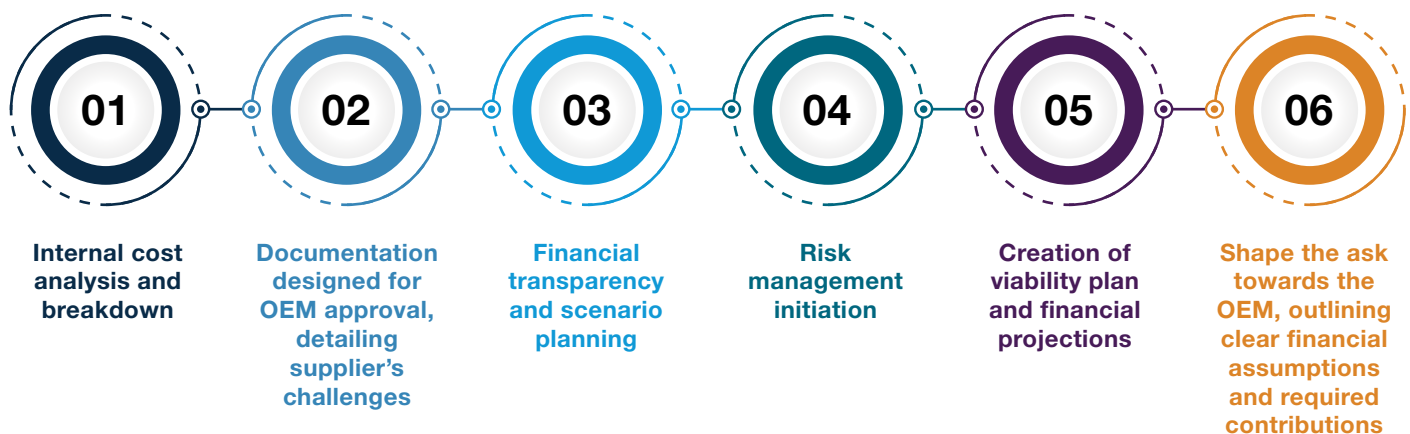 01
Internal cost
analysis and
breakdown
02
Documentation
designed for
OEM approval,
detailing
supplier’s
challenges
03
Financial
transparency
and scenario
planning
04
Risk
management
initiation
05
Creation of
viability plan
and financial
projections
06
Shape the ask
towards the
OEM, outlining
clear financial
assumptions
and required
contributions